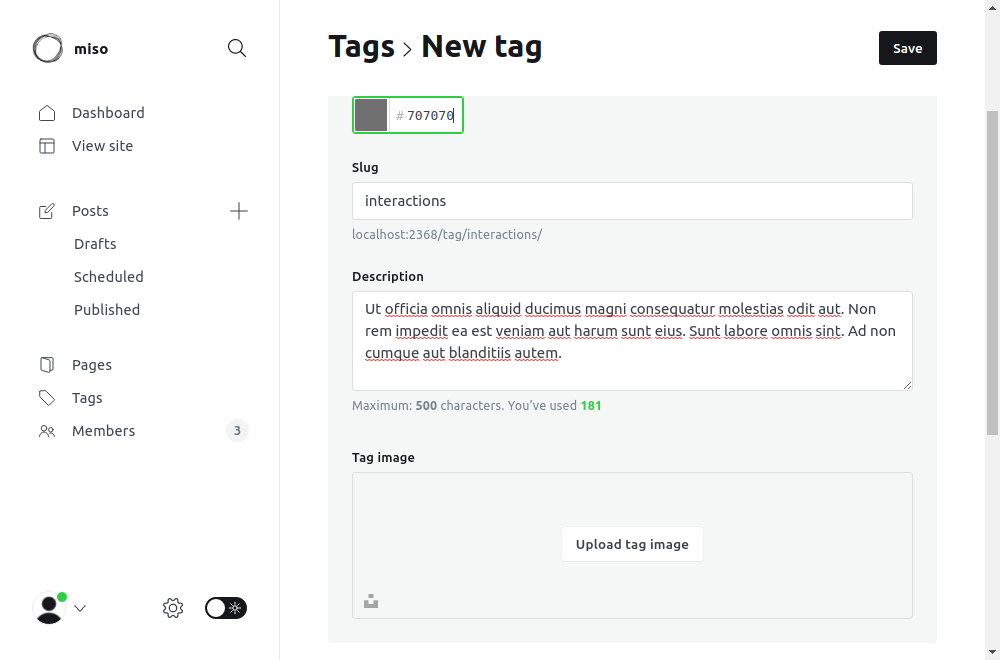 miso
Dashboard
View site
Posts
Drafts
Scheduled
Published
Pages
Tags
Members
3
Tags > New tag
Save
# 707070
Slug
interactions
localhost:2368/tag/interactions/
Description
Ut officia omnis aliquid ducimus magni consequatur molestias odit aut. Non
rem impedit ea est veniam aut harum sunt eius. Sunt labore omnis sint. Ad non
cumque aut blanditiis autem.
Maximum: 500 characters. You’ve used 181
Tag image
Upload tag image